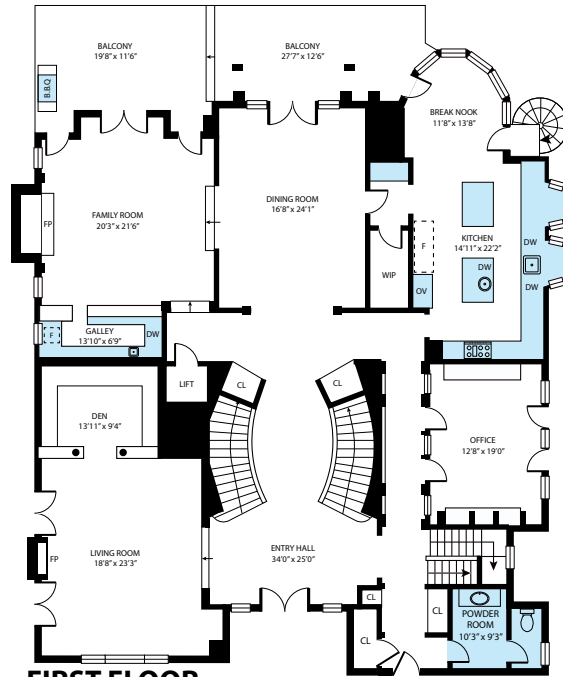 BALCONY
19'8" x 11'6"
BALCONY
27'7" x 12'6"
B.B.Q
BREAK NOOK
11'8" x 13'8"
FAMILY ROOM
20'3" x 21'6"
FP
DINING ROOM
16'8" x 24'1"
KITCHEN
14'11" x 22'2"
F
DW
DW
DW
WIP
OV
GALLEY
13'10" x 6'9"
F
DW
LIFT
CL
CL
DEN
13'11" x 9'4"
OFFICE
12'8" x 19'0"
LIVING ROOM
18'8" x 23'3"
FP
ENTRY HALL
34'0" x 25'0"
CL
CL
CL
POWDER
ROOM
10'3" x 9'3"
FIRST FLOOR